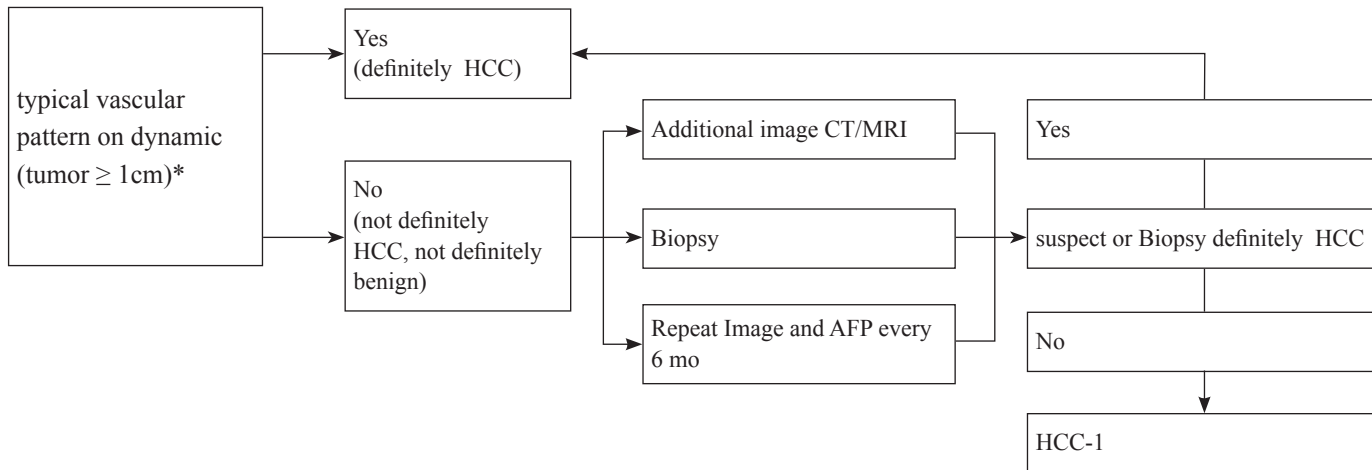 typical vascular
pattern on dynamic
(tumor ≥ 1cm)*
Yes
(definitely HCC)
No
(not definitely
HCC, not definitely
benign)
Additional image CT/MRI
Biopsy
Repeat Image and AFP every
6 mo
Yes
suspect or Biopsy definitely HCC
No
HCC-1